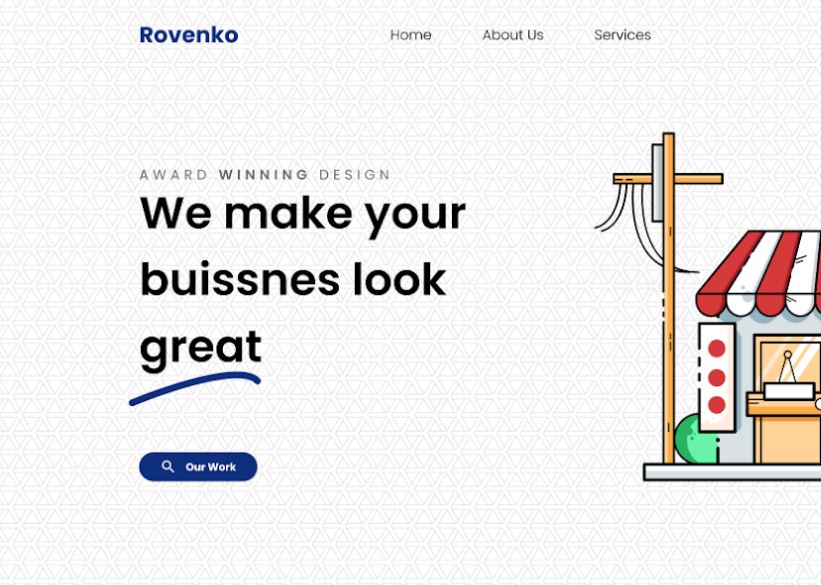 Rovenko
Home About Us Services
AWARD WINNING DESIGN
We make your
buissnes look
great
Our Work